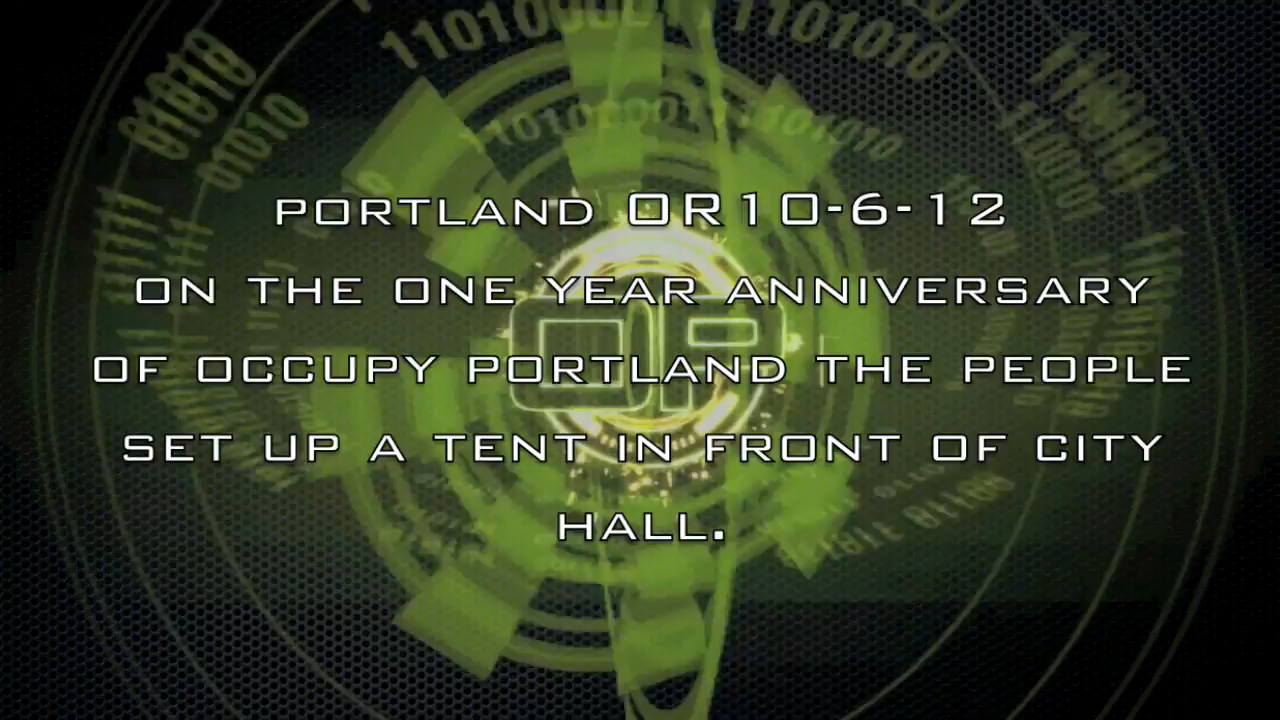 PORTLAND OR10-6-12
ON THE ONE YEAR ANNIVERSARY
OF OCCUPY PORTLAND THE PEOPLE
SET UP A TENT IN FRONT OF CITY
HALL.